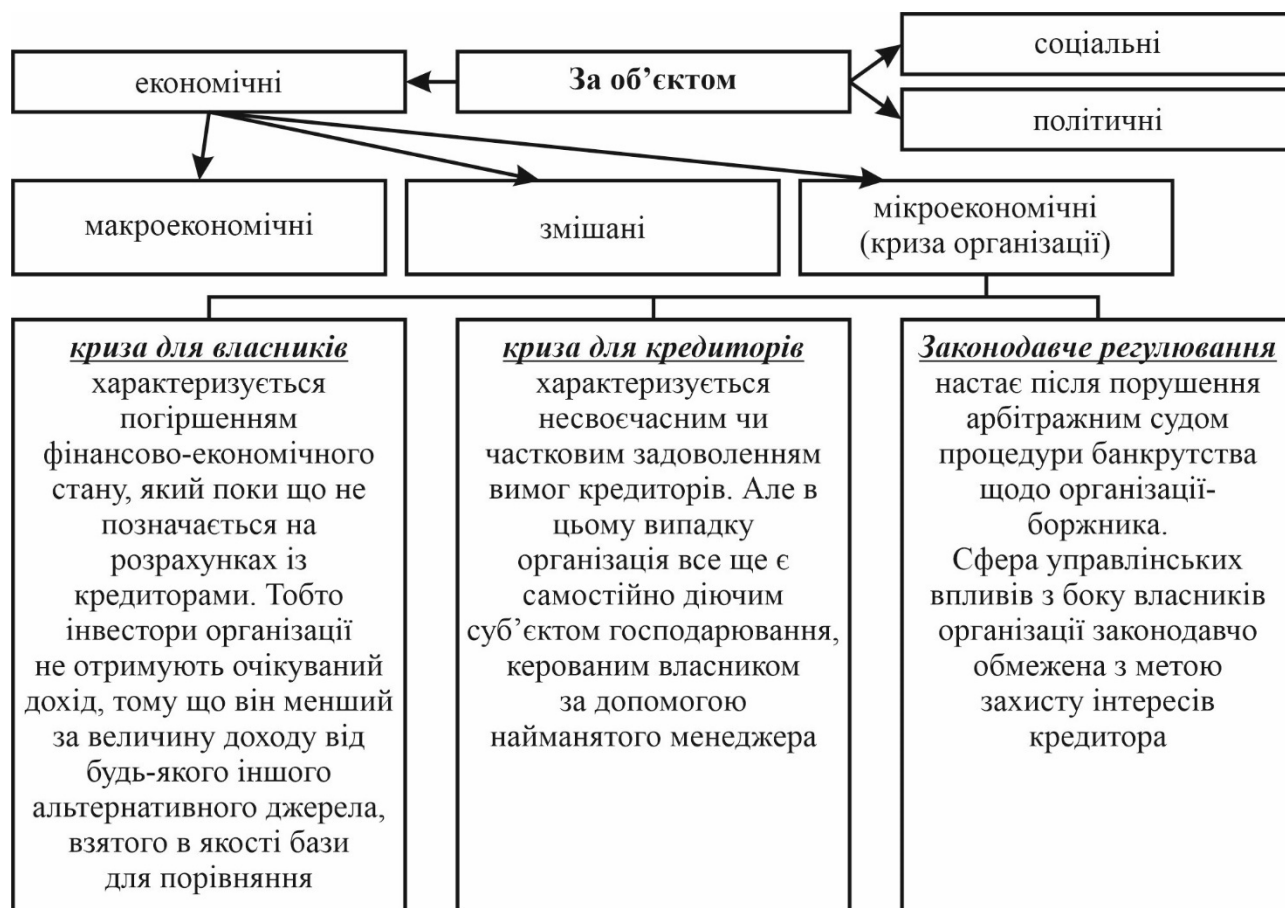 економічні
За об’єктом
соціальні
політичні
макроекономічні
змішані
мікроекономічні
(криза організації)
криза для власників
характеризується
погіршенням
фінансово-економічного
стану, який поки що не
позначається на
розрахунках із
кредиторами. Тобто
інвестори організації
не отримують очікуваний
дохід, тому що він менший
за величину доходу від
будь-якого іншого
альтернативного джерела,
взятого в якості бази
для порівняння
криза для кредиторів
характеризується
несвоєчасним чи
частковим задоволенням
вимог кредиторів. Але в
цьому випадку
організація все ще є
самостійно діючим
суб’єктом господарювання,
керованим власником
за допомогою
найманятого менеджера
Законодавче регулювання
настає після порушення
арбітражним судом
процедури банкрутства
щодо організації-
боржника.
Сфера управлінських
впливів з боку власників
організації законодавчо
обмежена з метою
захисту інтересів
кредитора